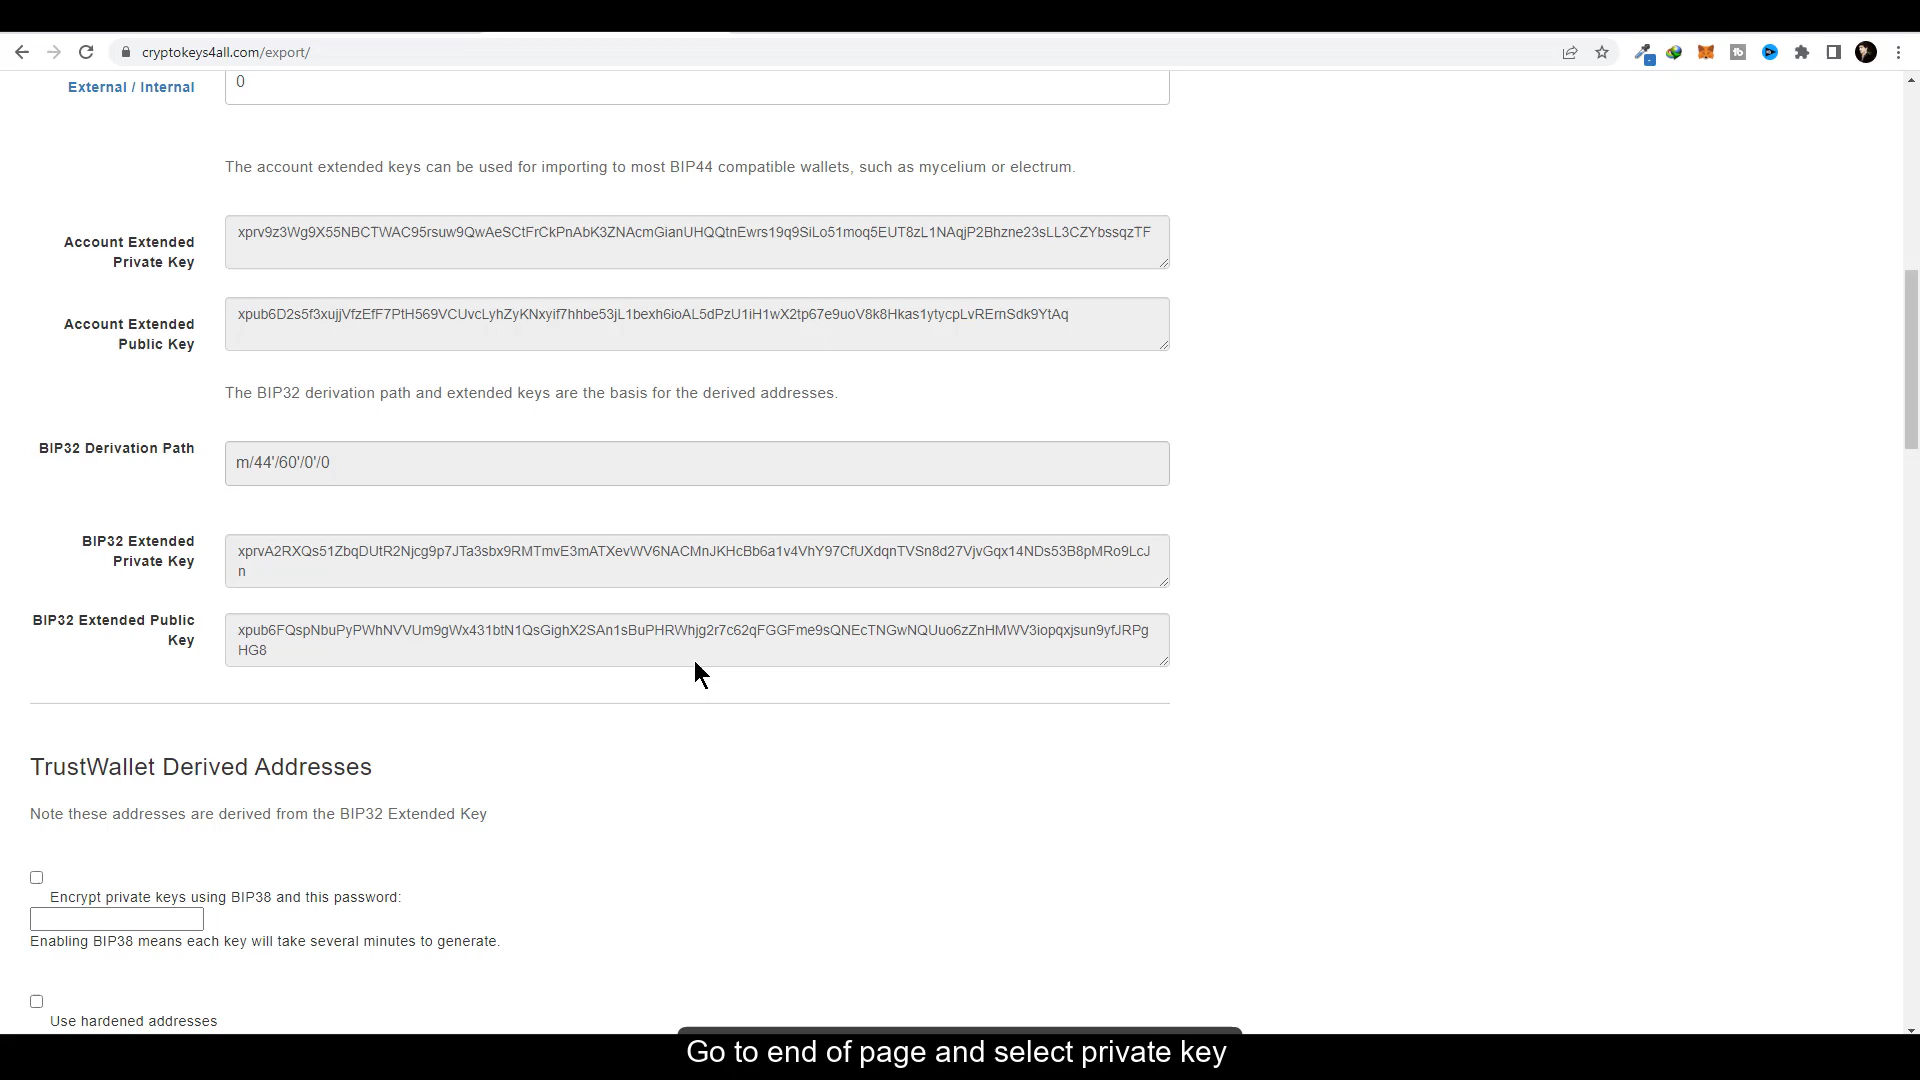 cryptokeys4all.com/export/
External / Internal
0
The account extended keys can be used for importing to most BIP44 compatible wallets, such as mycelium or electrum.
Account Extended
Private Key
xprv9z3Wg9X55NBCTWAC95rsuw9QwAeSCtFrCkPnAbK3ZNAcmGianUHQQtnEwrs19q9SiLo51moq5EUT8zL1NAqjP2Bhzne23sLL3CZYbssqzTF
Account Extended
Public Key
xpub6D2s5f3xujjVfzEfF7PtH569VCUvcLyhZyKNxyif7hhbe53jL1bexh6ioAL5dPzU1iH1wX2tp67e9uoV8k8Hkas1ytycpLvRErnSdk9YtAq
The BIP32 derivation path and extended keys are the basis for the derived addresses.
BIP32 Derivation Path
m/44'/60'/0'/0
BIP32 Extended
Private Key
xprvA2RXQs51ZbqDUtR2Njcg9p7JTa3sbx9RMTmvE3mATXevWV6NACMnJKHcBb6a1v4VhY97CfUXdqnTVSn8d27VjvGqx14NDs53B8pMRo9LcJ
n
BIP32 Extended Public
Key
xpub6FQspNbuPyPWhNVVUm9gWx431btN1QsGighX2SAn1sBuPHRWhjg2r7c62qFGGFme9sQNEcTNGwNQUuo6zZnHMWV3iopqxjsun9yfJRPg
HG8
TrustWallet Derived Addresses
Note these addresses are derived from the BIP32 Extended Key
Encrypt private keys using BIP38 and this password:
Enabling BIP38 means each key will take several minutes to generate.
Use hardened addresses
Go to end of page and select private key